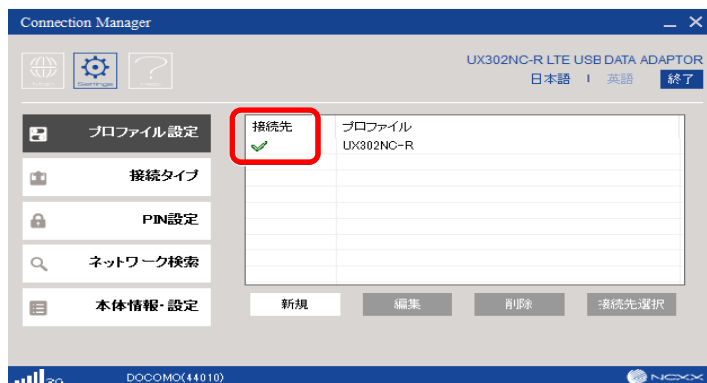 Connection Manager
UX302NC-R LTE USB DATA ADAPTOR
日本語 | 英語 終了
Settings
プロファイル設定
接続タイプ
PIN設定
ネットワーク検索
本体情報・設定
接続先 プロファイル
UX302NC-R
新規 編集 削除 接続先選択
3G DOCOMO(44010) NCXX